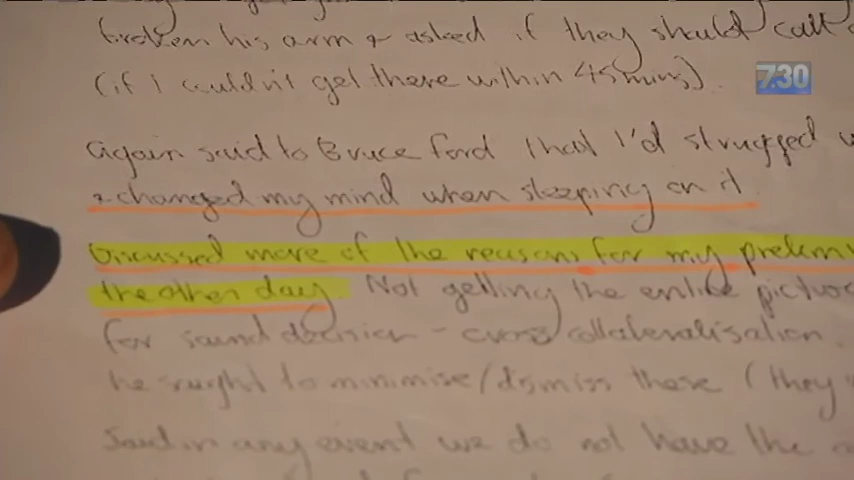 broken his arm & asked if they should call
(if I couldn't get there within 45 mins).
7.30
Again said to Bruce Ford that I'd struggled
& changed my mind when sleeping on it
Discussed more of the reasons for my prelim
the other day. Not getting the entire picture
for sound decision - cross collateralisation.
he sought to minimise/dismiss these (they
Said in any event we do not have the